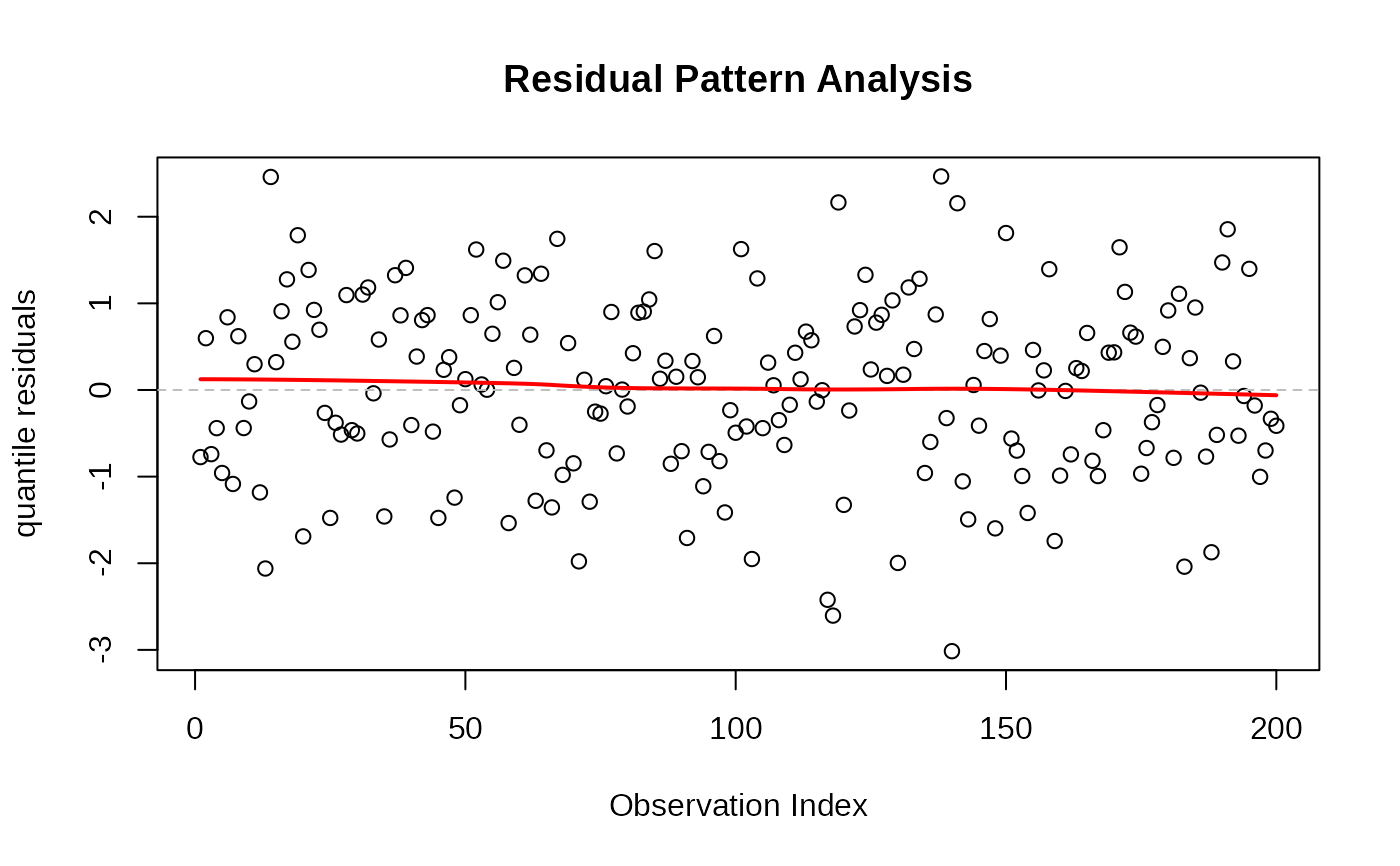 Residual Pattern Analysis
quantile residuals
2
1
0
-1
-2
-3
0 50 100 150 200
Observation Index